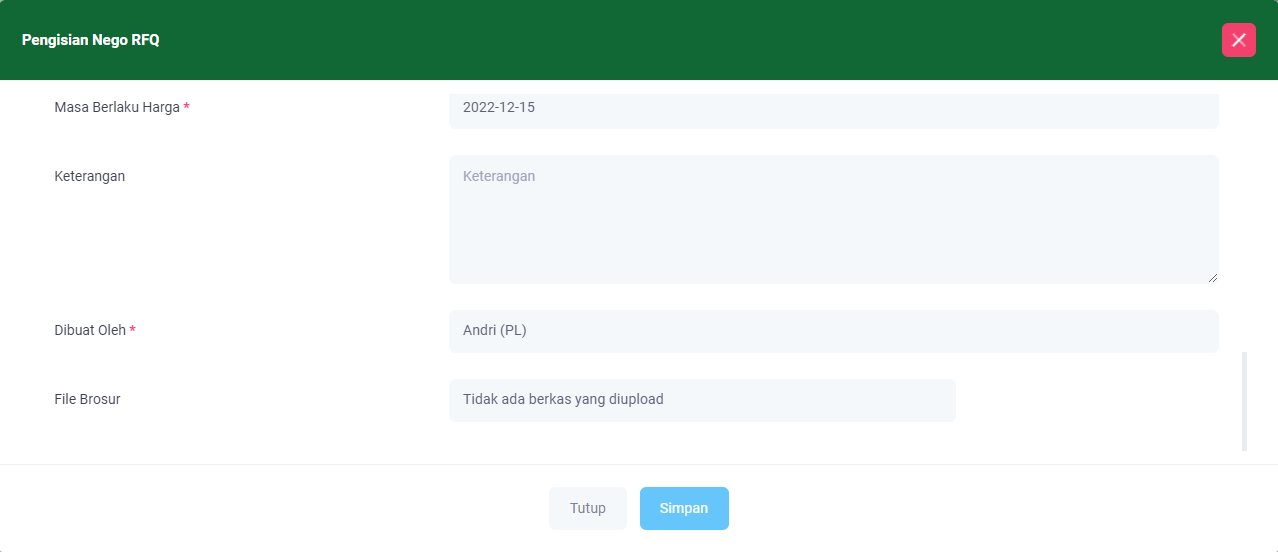 Pengisian Nego RFQ
Masa Berlaku Harga *
2022-12-15
Keterangan
Keterangan
Dibuat Oleh *
Andri (PL)
File Brosur
Tidak ada berkas yang diupload
Tutup
Simpan